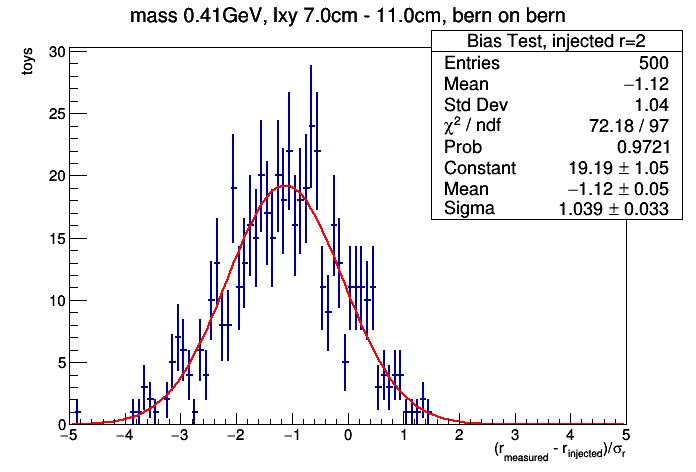 mass 0.41GeV, lxy 7.0cm - 11.0cm, bern on bern
toys
Bias Test, injected r=2
Entries 500
Mean −1.12
Std Dev 1.04
χ² / ndf 72.18 / 97
Prob 0.9721
Constant 19.19 ± 1.05
Mean −1.12 ± 0.05
Sigma 1.039 ± 0.033
30
25
20
15
10
5
0
−5 −4 −3 −2 −1 0 1 2 3 4 5
(r_measured - r_injected)/σ_r